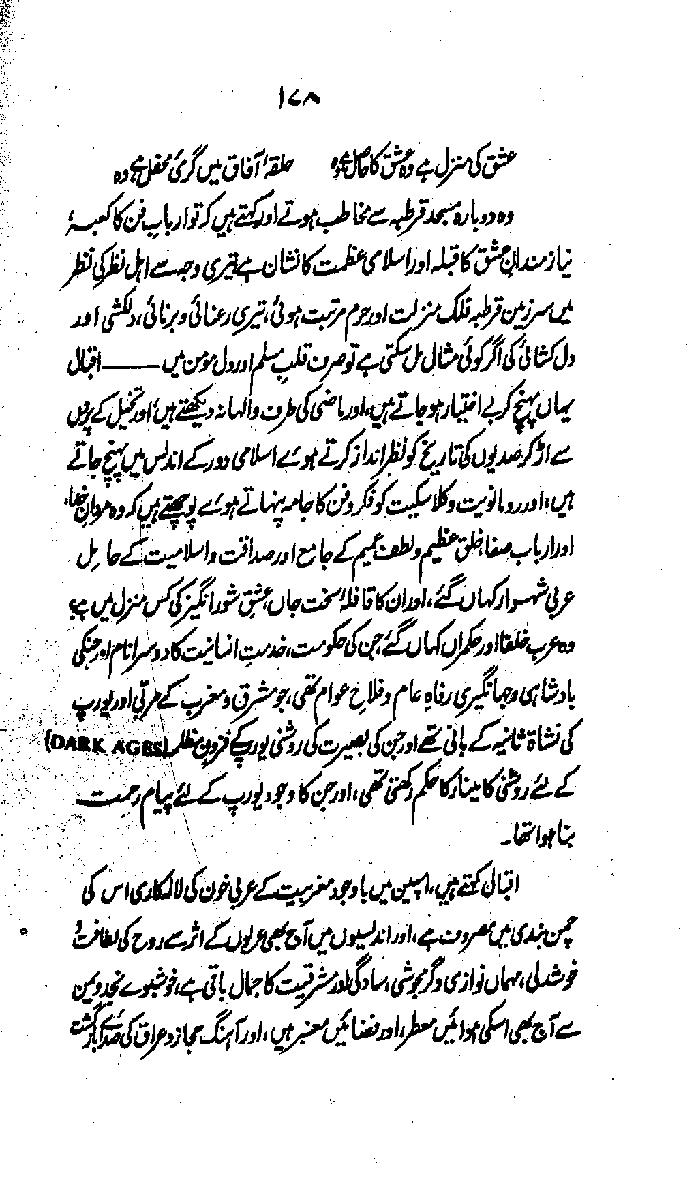 ۱۷۸
عشق کی منزل ہے وہ عشق کا حاصل ہے وہ حلقۂ آفاق میں گرمئ محفل ہے وہ
وہ دوبارہ مسجد قرطبہ سے مخاطب ہوتے اور کہتے ہیں کہ تو اربابِ فن کا کعبہ
نیاز مندانِ عشق کا قبلہ اور اسلامی عظمت کا نشان ہے تیری وجہ سے اہل نظر کی نظر
میں سرزمین قرطبہ فلک منزلت اور حرم مرتبت ہوئی، تیری رعنائی و برنائی، دلکشی اور
دل کشائی کی اگر کوئی مثال مل سکتی ہے تو صرف قلب مسلم اور دل مومن میں ــــــ اقبال
یہاں پہنچ کر بے اختیار ہو جاتے ہیں، اور ماضی کی طرف والہانہ دیکھتے ہیں اور تخیل کے پروں
سے اڑ کر صدیوں کی تاریخ کو نظر انداز کرتے ہوئے اسلامی دور کے اندلس میں پہنچ جاتے
ہیں، اور رومانویت و کلاسکیت کو فکر و فن کا جامہ پہناتے ہوئے پوچھتے ہیں کہ وہ مردان خدا،
اور ارباب صفا خلق عظیم و لطف عمیم کے جامع اور صداقت و اسلامیت کے حامل
عربی شہسوار کہاں گئے، اور ان کا قافلۂ سخت جاں، عشق شور انگیز کی کس منزل میں ہے؟
وہ عرب خلفا اور حکمراں کہاں گئے جن کی حکومت، خدمتِ انسانیت کا دوسرا نام اور جنکی
بادشاہی و جہانگیری رفاہِ عام و فلاحِ عوام تھی، جو مشرق و مغرب کے مربی اور یورپ
کی نشاۃ ثانیہ کے بانی تھے اور جن کی بصیرت کی روشنی یورپ کے قرونِ مظلمہ (DARK AGES)
کے لئے روشنی کا مینار کا حکم رکھتی تھی، اور جن کا وجود یورپ کے لئے پیام رحمت
بنا ہوا تھا۔
اقبال کہتے ہیں، اسپین میں باوجود مغربیت کے عربی خون کی لالہ کاری اس کی
چمن بندی میں مصروف ہے، اور اندلسیوں میں آج بھی عربوں کے اثر سے روح کی لطافت و
خوشدلی، مہماں نوازی و گرمجوشی، سادگی اور مشرقیت کا جمال باقی ہے، خوشبوے نجد و یمن
سے آج بھی اسکی ہوائیں معطر، اور فضائیں معنبر ہیں، اور آہنگ حجاز و عراق کی صدائے بازگشت